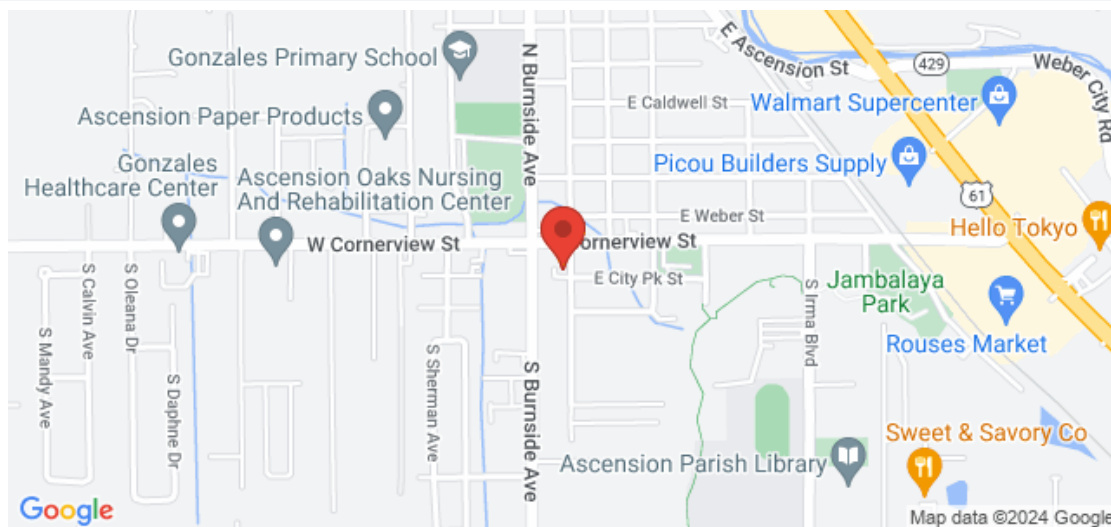 Gonzales Primary School
Ascension Paper Products
Gonzales
Healthcare Center
Ascension Oaks Nursing
And Rehabilitation Center
N Burnside Ave
E Ascension St
429
Weber City Rd
E Caldwell St
Walmart Supercenter
Picou Builders Supply
61
E Weber St
Hello Tokyo
W Cornerview St
ornerview St
E City Pk St
Jambalaya
Park
Rouses Market
S Calvin Ave
S Oleana Dr
S Mandy Ave
S Daphne Dr
S Sherman Ave
S Burnside Ave
S Irma Blvd
Sweet & Savory Co
Ascension Parish Library
Google
Map data ©2024 Google